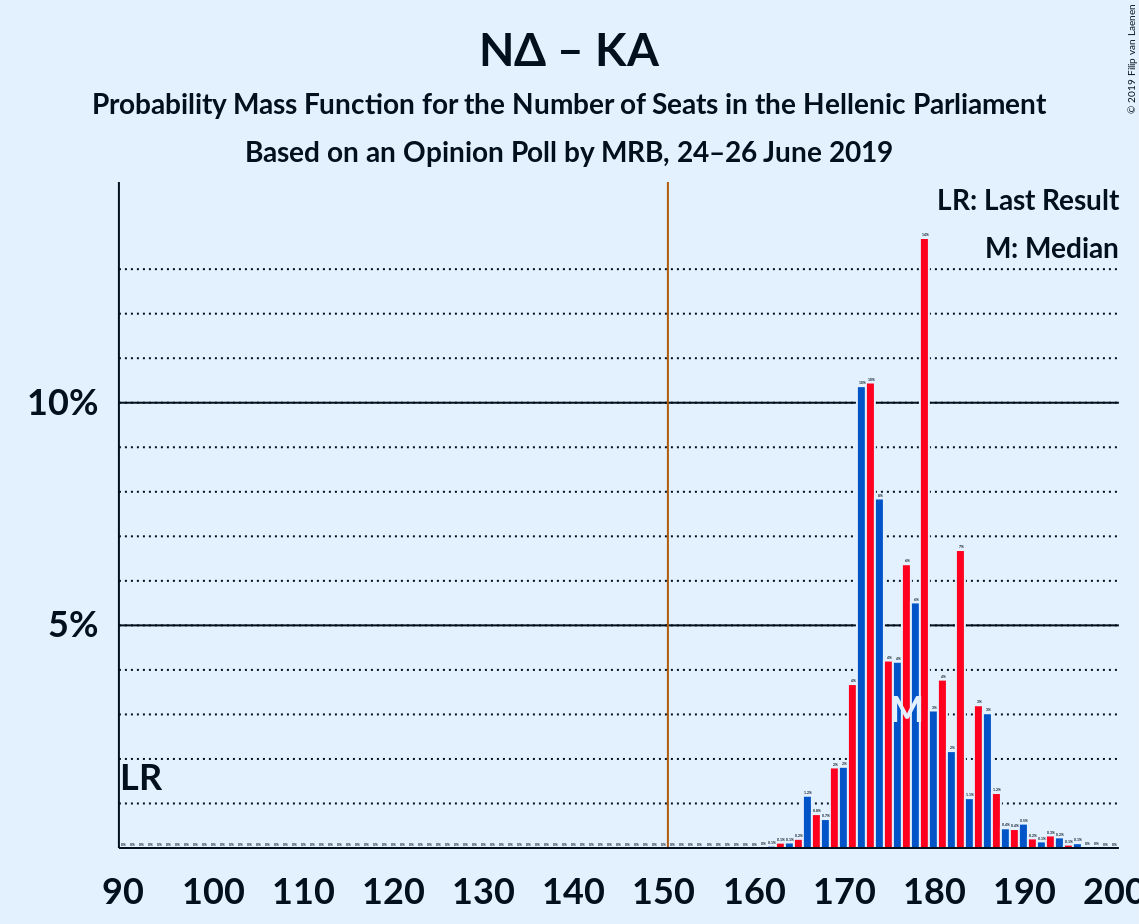 ΝΔ – ΚΑ
Probability Mass Function for the Number of Seats in the Hellenic Parliament
Based on an Opinion Poll by MRB, 24–26 June 2019
© 2019 Filip van Laenen
LR: Last Result
M: Median
10%
5%
LR
M
90 100 110 120 130 140 150 160 170 180 190 200